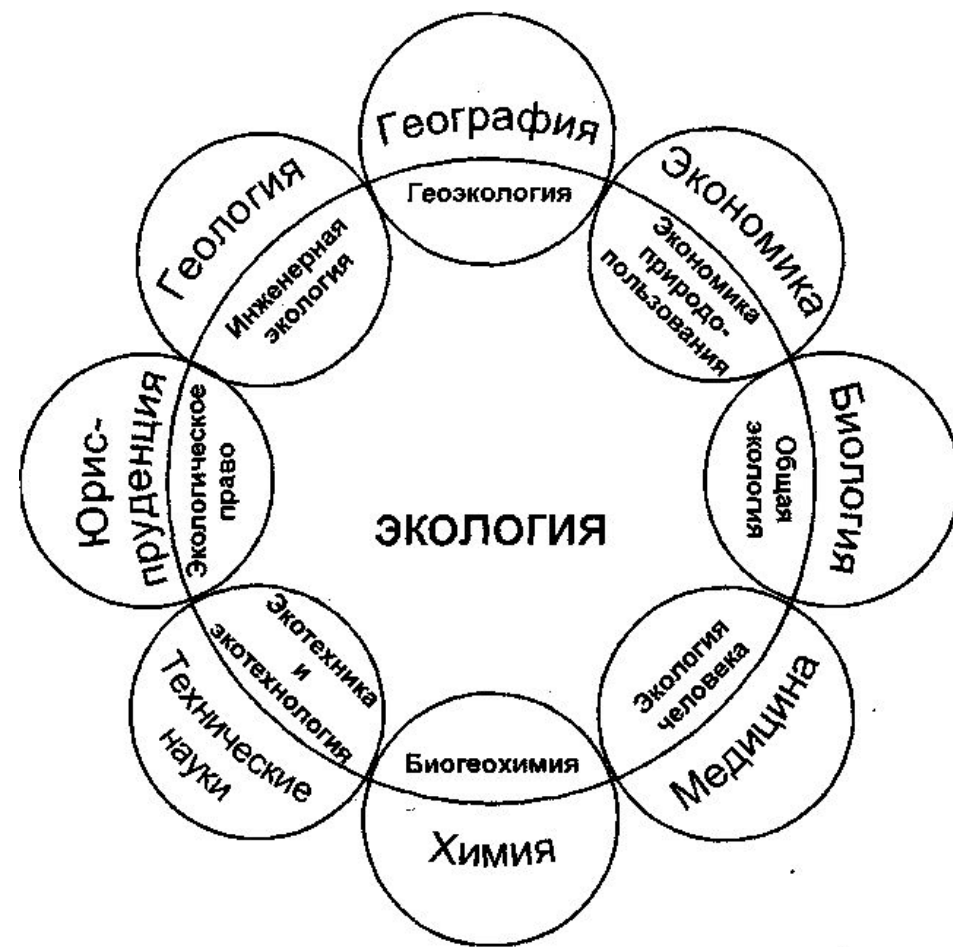 География
Геоэкология
Экономика
Экономика
природо-
пользования
Биология
Общая
экология
Медицина
Экология
человека
Химия
Биогеохимия
Технические
науки
Экотехника
и
экотехнология
Юрис-
пруденция
Экологическое
право
Геология
Инженерная
экология
ЭКОЛОГИЯ